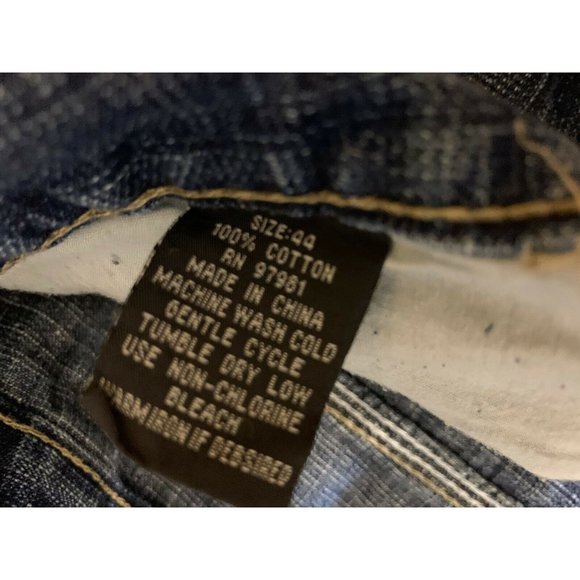 SIZE:44
100% COTTON
RN 97981
MADE IN CHINA
MACHINE WASH COLD
GENTLE CYCLE
TUMBLE DRY LOW
USE NON-CHLORINE
BLEACH
WARM IRON IF DEDSIRED